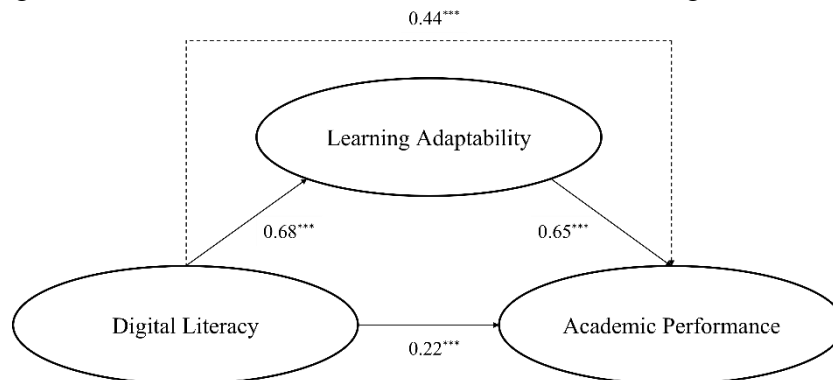 0.44***
Learning Adaptability
0.68***
0.65***
Digital Literacy
Academic Performance
0.22***